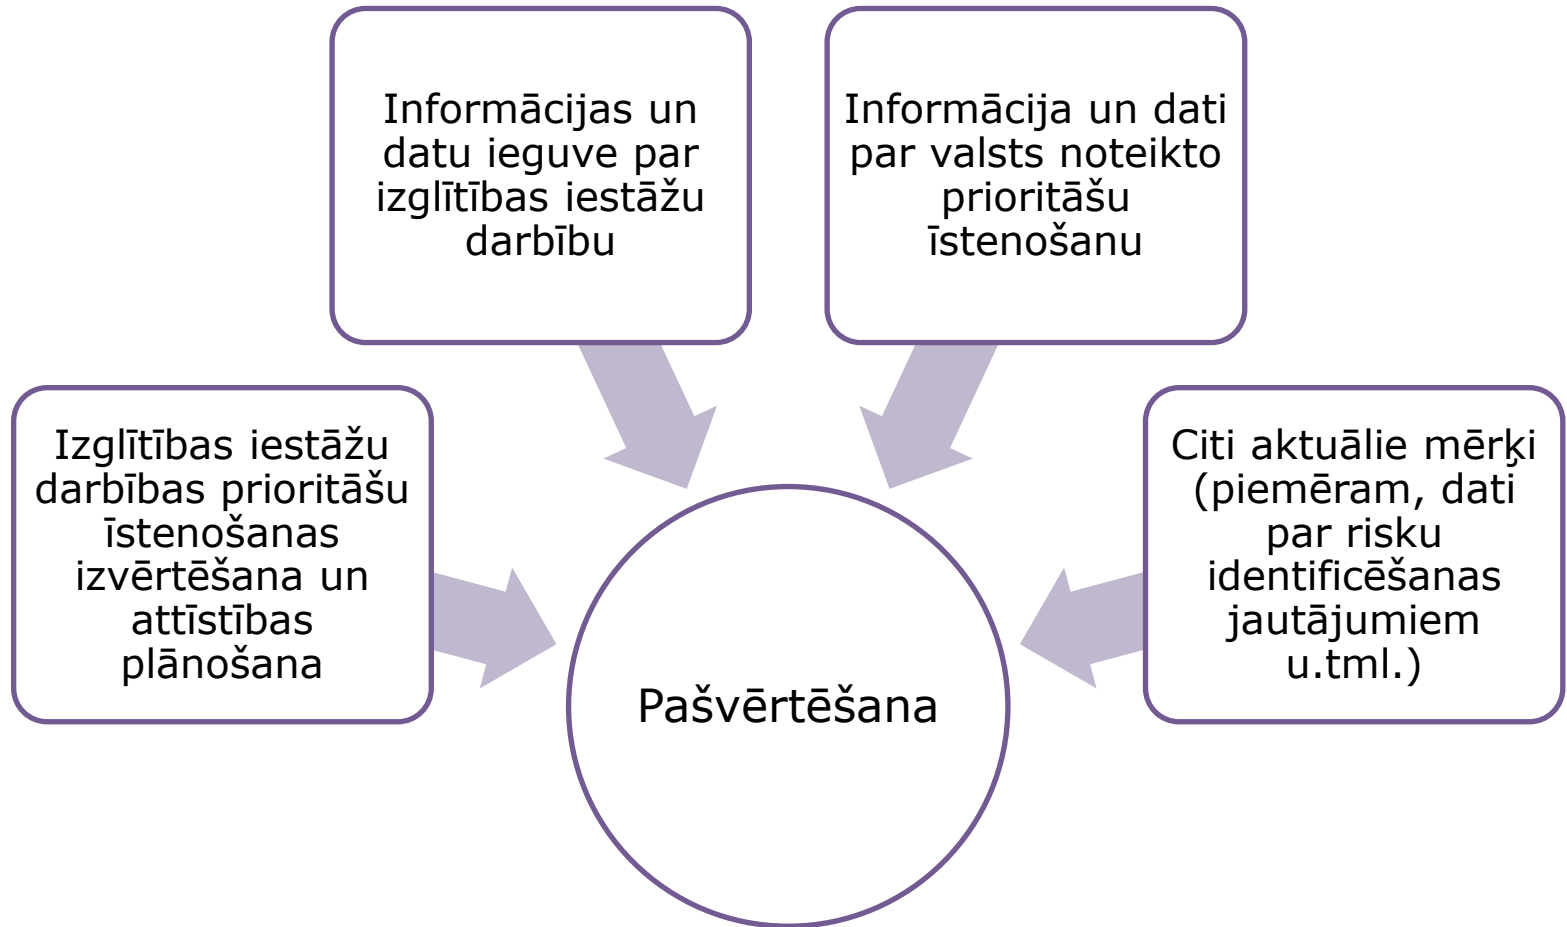 Informācijas un
datu ieguve par
izglītības iestāžu
darbību
Informācija un dati
par valsts noteikto
prioritāšu
īstenošanu
Izglītības iestāžu
darbības prioritāšu
īstenošanas
izvērtēšana un
attīstības
plānošana
Citi aktuālie mērķi
(piemēram, dati
par risku
identificēšanas
jautājumiem
u.tml.)
Pašvērtēšana